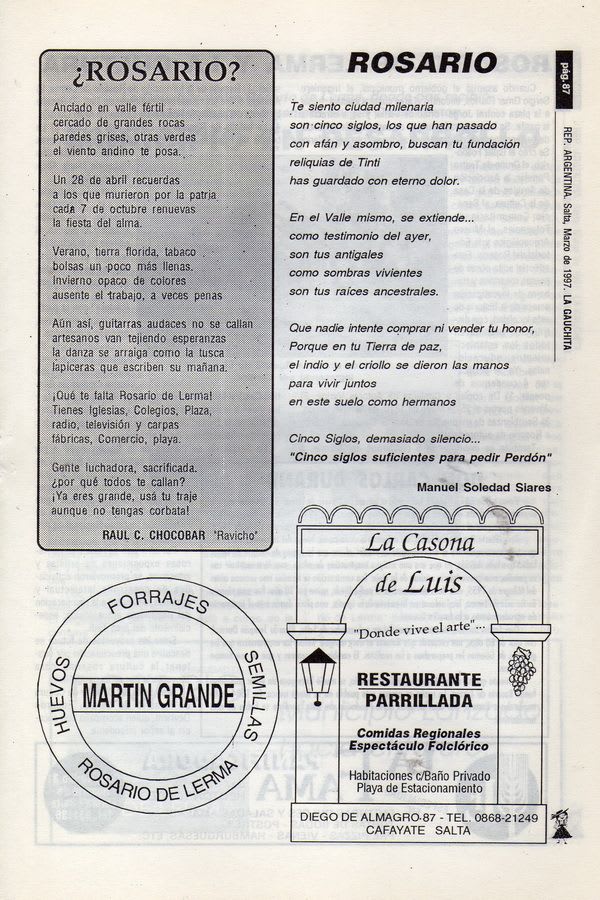 ¿ROSARIO?
Anclado en valle fértil
cercado de grandes rocas
paredes grises, otras verdes
el viento andino te posa.
Un 28 de abril recuerdas
a los que murieron por la patria
cada 7 de octubre renuevas
la fiesta del alma.
Verano, tierra florida, tabaco
bolsas un poco más llenas.
Invierno opaco de colores
ausente el trabajo, a veces penas
Aún así, guitarras audaces no se callan
artesanos van tejiendo esperanzas
la danza se arraiga como la tusca
lapiceras que escriben su mañana.
¡Qué te falta Rosario de Lerma!
Tienes Iglesias, Colegios, Plaza,
radio, televisión y carpas
fábricas, Comercio, playa.
Gente luchadora, sacrificada.
¿por qué todos te callan?
¡Ya eres grande, usá tu traje
aunque no tengas corbata!
RAUL C. CHOCOBAR "Ravicho"
ROSARIO
Te siento ciudad milenaria
son cinco siglos, los que han pasado
con afán y asombro, buscan tu fundación
reliquias de Tinti
has guardado con eterno dolor.
En el Valle mismo, se extiende...
como testimonio del ayer,
son tus antigales
como sombras vivientes
son tus raíces ancestrales.
Que nadie intente comprar ni vender tu honor,
Porque en tu Tierra de paz,
el indio y el criollo se dieron las manos
para vivir juntos
en este suelo como hermanos
Cinco Siglos, demasiado silencio...
"Cinco siglos suficientes para pedir Perdón"
Manuel Soledad Siares
pág. 87
REP. ARGENTINA. Salta, Marzo de 1997. LA GAUCHITA
FORRAJES
HUEVOS
SEMILLAS
MARTIN GRANDE
ROSARIO DE LERMA
La Casona
de Luis
"Donde vive el arte"...
RESTAURANTE
PARRILLADA
Comidas Regionales
Espectáculo Folclórico
Habitaciones c/Baño Privado
Playa de Estacionamiento
DIEGO DE ALMAGRO-87 - TEL. 0868-21249
CAFAYATE SALTA